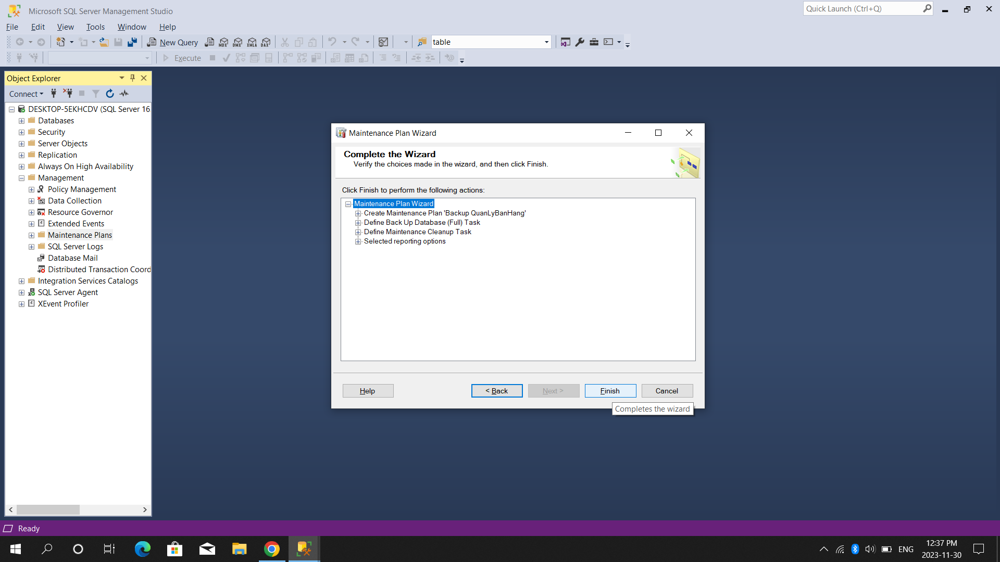 Microsoft SQL Server Management Studio
Quick Launch (Ctrl+Q)
File Edit View Tools Window Help
New Query MDX DMX XMLA DAX table
Execute
Object Explorer
Connect
DESKTOP-5EKHCDV (SQL Server 16
Databases
Security
Server Objects
Replication
Always On High Availability
Management
Policy Management
Data Collection
Resource Governor
Extended Events
Maintenance Plans
SQL Server Logs
Database Mail
Distributed Transaction Coord
Integration Services Catalogs
SQL Server Agent
XEvent Profiler
Maintenance Plan Wizard
Complete the Wizard
Verify the choices made in the wizard, and then click Finish.
Click Finish to perform the following actions:
Maintenance Plan Wizard
Create Maintenance Plan 'Backup QuanLyBanHang'
Define Back Up Database (Full) Task
Define Maintenance Cleanup Task
Selected reporting options
Help < Back Next > Finish Cancel
Completes the wizard
Ready
ENG
12:37 PM
2023-11-30